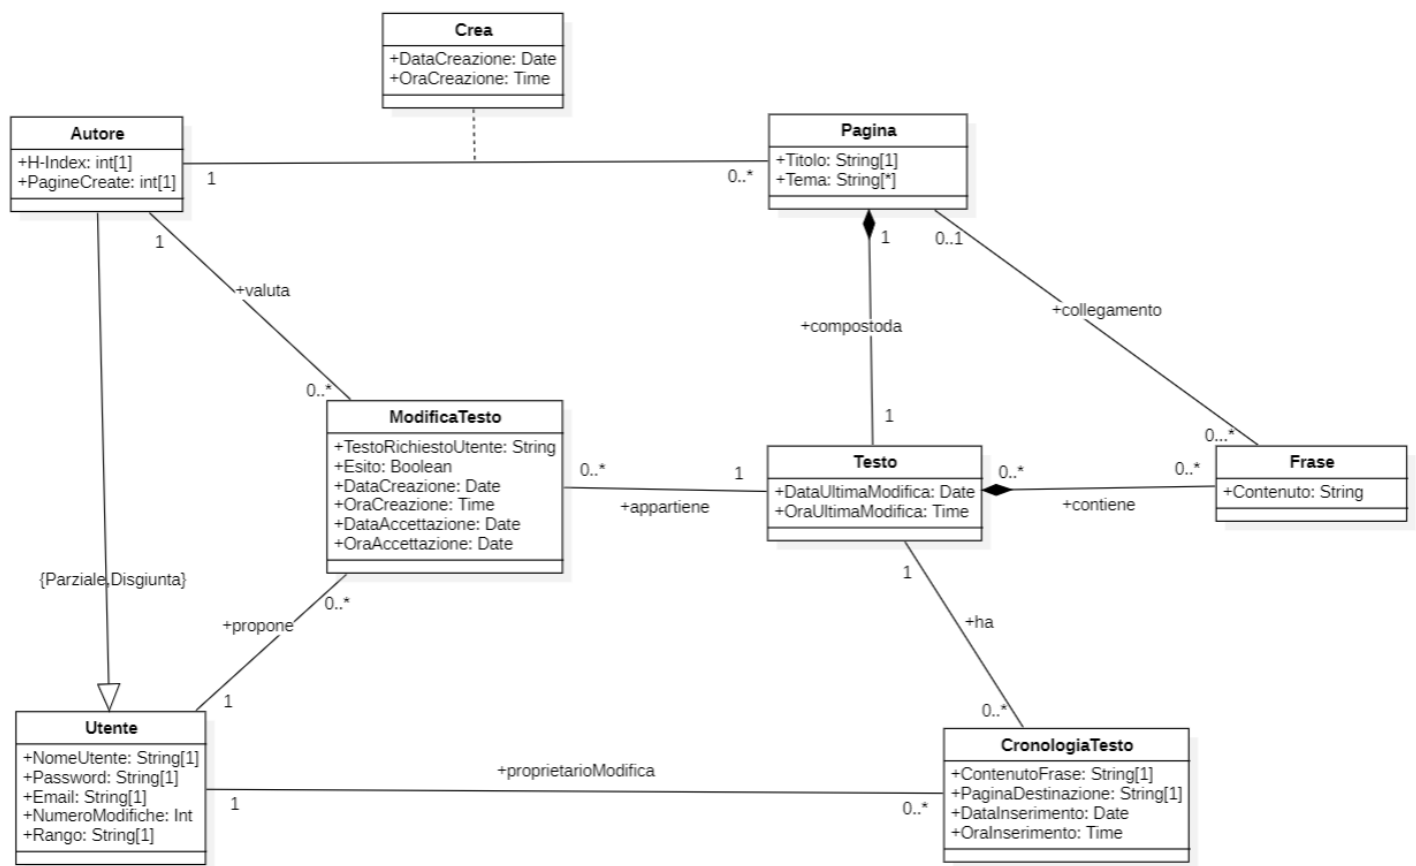 Crea
+DataCreazione: Date
+OraCreazione: Time
Autore
+H-Index: int[1]
+PagineCreate: int[1]
Pagina
+Titolo: String[1]
+Tema: String[*]
1
0..*
1
+valuta
0..*
1
+compostoda
1
0..1
+collegamento
0...*
ModificaTesto
+TestoRichiestoUtente: String
+Esito: Boolean
+DataCreazione: Date
+OraCreazione: Time
+DataAccettazione: Date
+OraAccettazione: Date
0..*
1
+appartiene
Testo
+DataUltimaModifica: Date
+OraUltimaModifica: Time
0..*
0..*
+contiene
Frase
+Contenuto: String
{Parziale,Disgiunta}
0..*
+propone
1
1
+ha
0..*
Utente
+NomeUtente: String[1]
+Password: String[1]
+Email: String[1]
+NumeroModifiche: Int
+Rango: String[1]
+proprietarioModifica
1
0..*
CronologiaTesto
+ContenutoFrase: String[1]
+PaginaDestinazione: String[1]
+DataInserimento: Date
+OraInserimento: Time